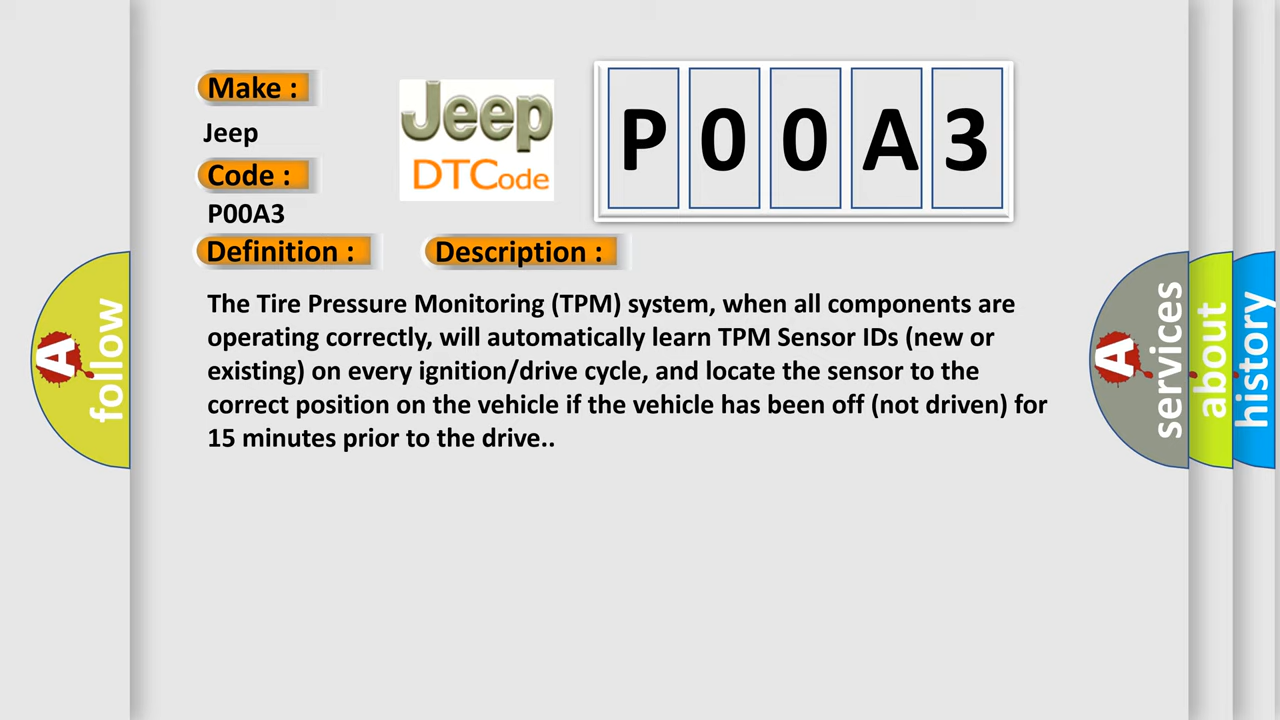 Make :
Jeep
Code :
P00A3
Definition :
Description :
Jeep
DTCode
P00A3
The Tire Pressure Monitoring (TPM) system, when all components are
operating correctly, will automatically learn TPM Sensor IDs (new or
existing) on every ignition/drive cycle, and locate the sensor to the
correct position on the vehicle if the vehicle has been off (not driven) for
15 minutes prior to the drive..
A
follow
A
services
about
history